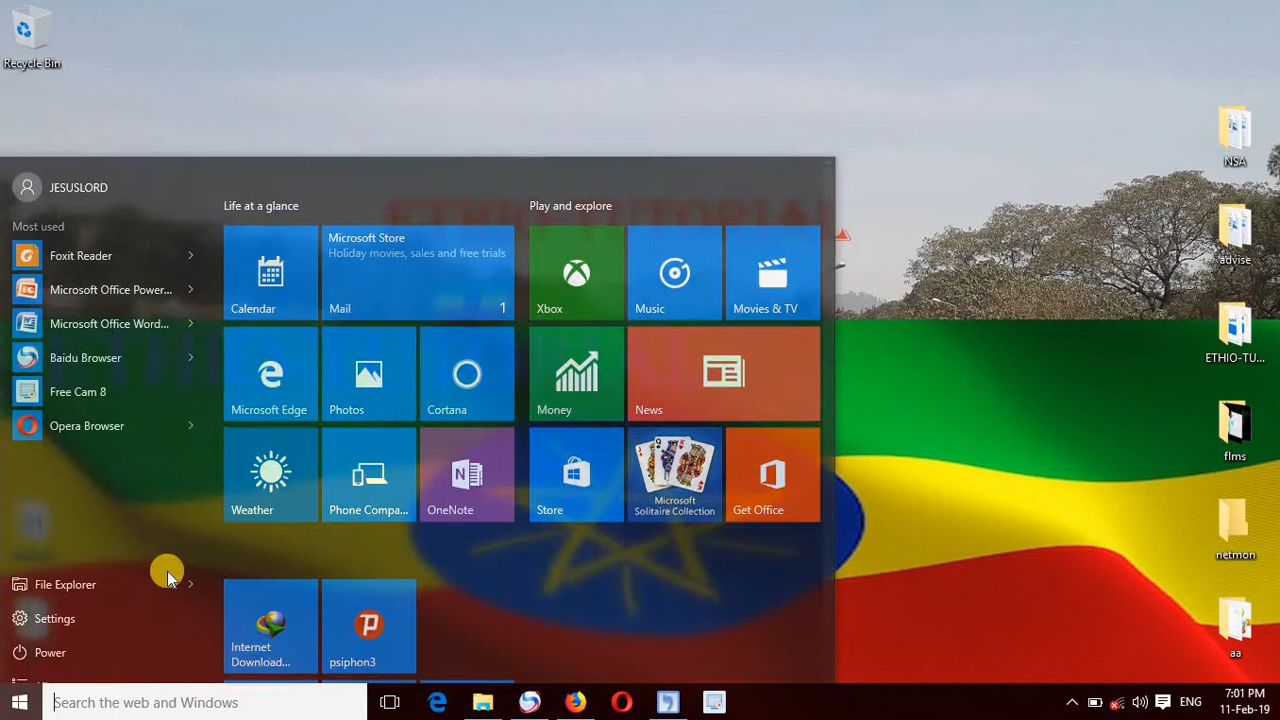 Recycle Bin
JESUSLORD
Most used
Foxit Reader
Microsoft Office Power...
Microsoft Office Word...
Baidu Browser
Free Cam 8
Opera Browser
File Explorer
Settings
Power
Life at a glance
Calendar
Microsoft Store
Holiday movies, sales and free trials
Mail 1
Microsoft Edge
Photos
Cortana
Weather
Phone Compa...
OneNote
Internet
Download...
psiphon3
Play and explore
Xbox
Music
Movies & TV
Money
News
Store
Microsoft
Solitaire Collection
Get Office
NSA
advise
ETHIO-TU...
flms
netmon
aa
Search the web and Windows
ENG
7:01 PM
11-Feb-19